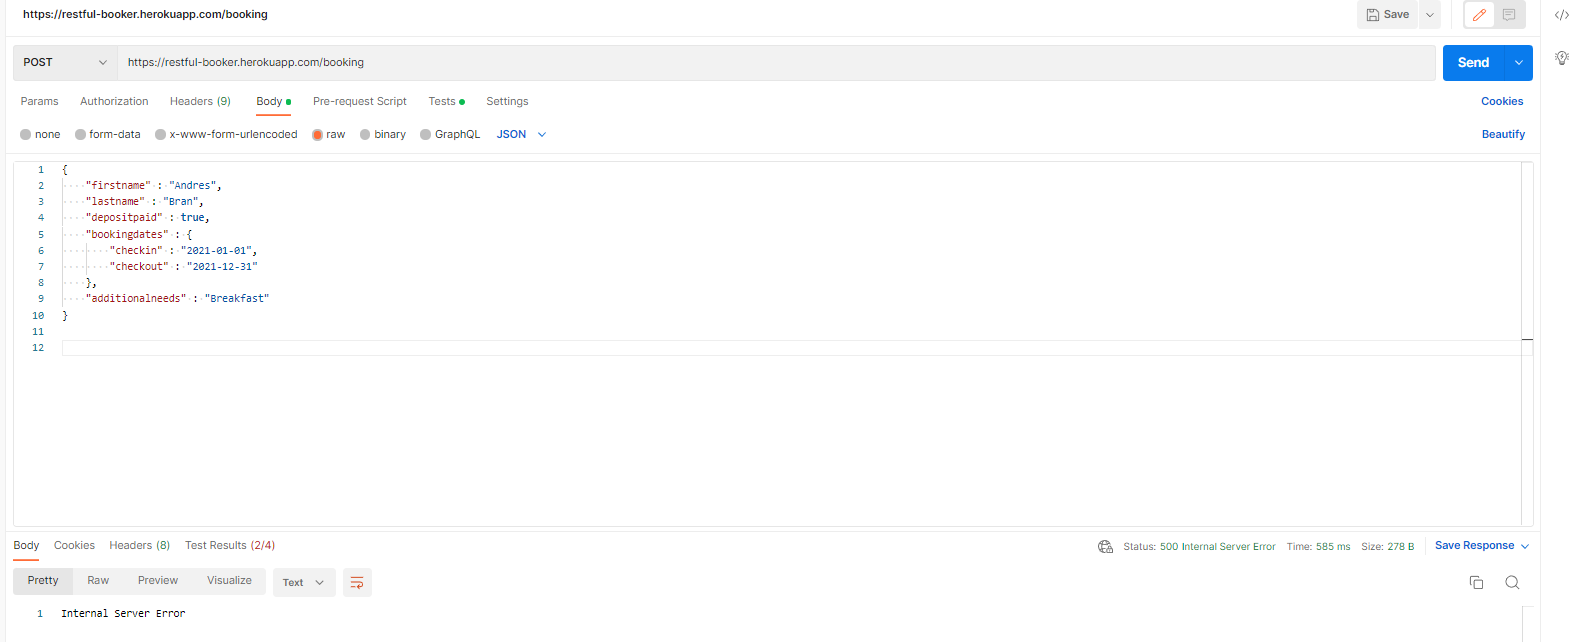 https://restful-booker.herokuapp.com/booking
Save
POST
https://restful-booker.herokuapp.com/booking
Send
Params Authorization Headers (9) Body Pre-request Script Tests Settings Cookies
none form-data x-www-form-urlencoded raw binary GraphQL JSON Beautify
1 {
2 "firstname" : "Andres",
3 "lastname" : "Bran",
4 "depositpaid" : true,
5 "bookingdates" : {
6 "checkin" : "2021-01-01",
7 "checkout" : "2021-12-31"
8 },
9 "additionalneeds" : "Breakfast"
10 }
11
12
Body Cookies Headers (8) Test Results (2/4) Status: 500 Internal Server Error Time: 585 ms Size: 278 B Save Response
Pretty Raw Preview Visualize Text
1 Internal Server Error